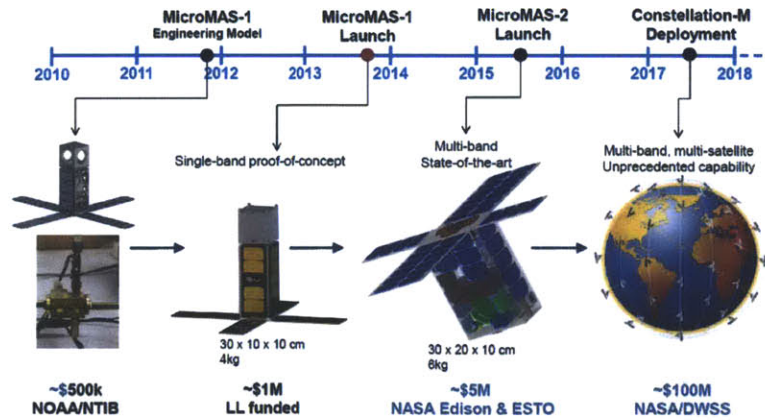 MicroMAS-1
Engineering Model
MicroMAS-1
Launch
MicroMAS-2
Launch
Constellation-M
Deployment
2010 2011 2012 2013 2014 2015 2016 2017 2018
Single-band proof-of-concept
Multi-band
State-of-the-art
Multi-band, multi-satellite
Unprecedented capability
30 x 10 x 10 cm
4kg
30 x 20 x 10 cm
6kg
~$500k
NOAA/NTIB
~$1M
LL funded
~$5M
NASA Edison & ESTO
~$100M
NASA/DWSS